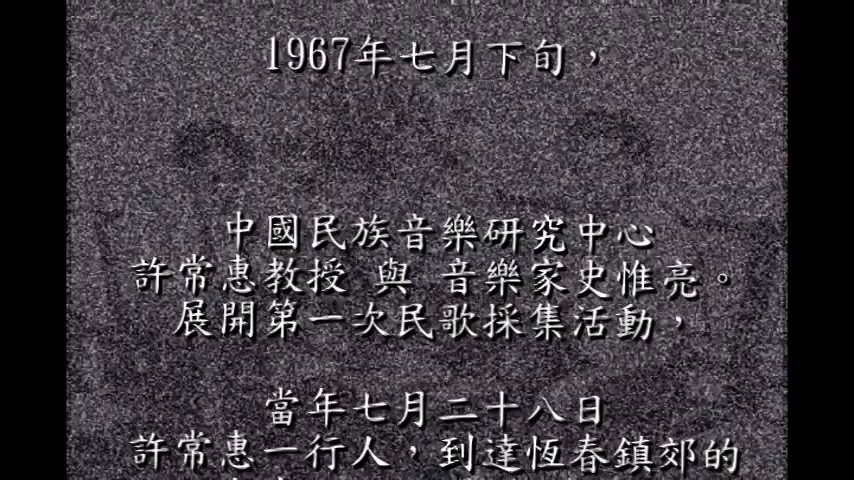 1967年七月下旬，
中國民族音樂研究中心
許常惠教授 與 音樂家史惟亮。
展開第一次民歌採集活動，
當年七月二十八日
許常惠一行人，到達恆春鎮郊的